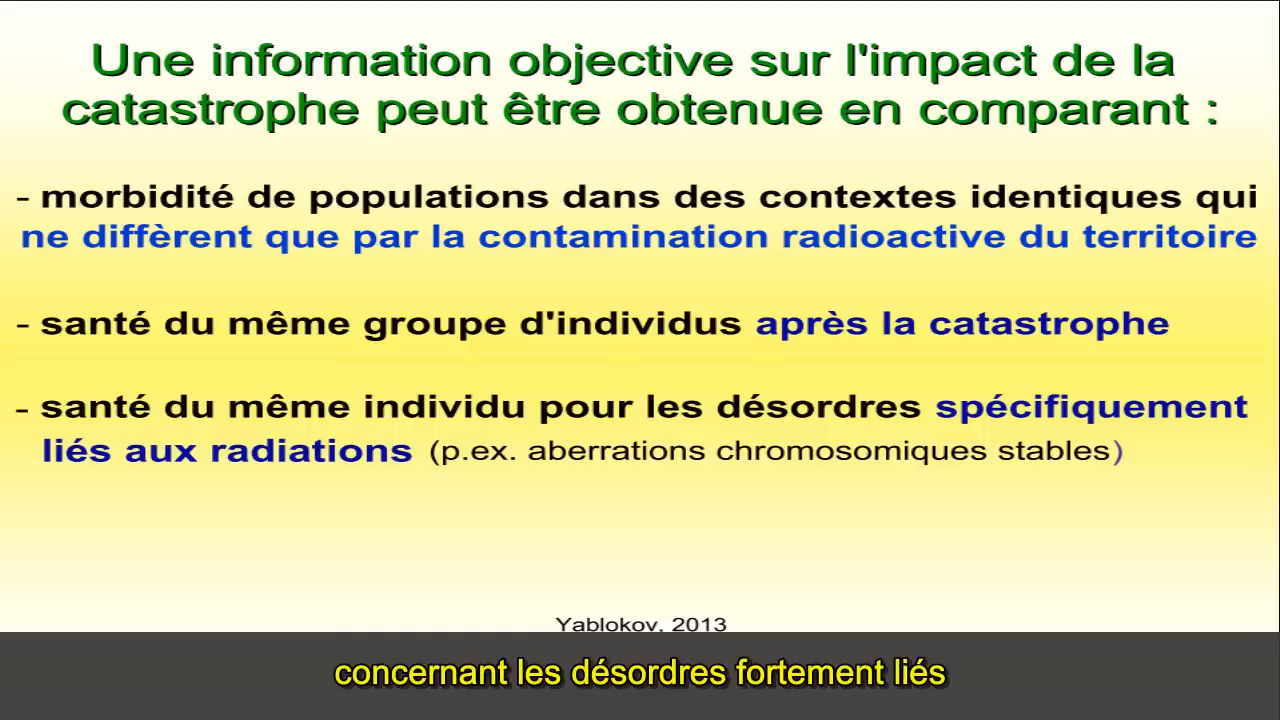 Une information objective sur l'impact de la
catastrophe peut être obtenue en comparant :
- morbidité de populations dans des contextes identiques qui
ne diffèrent que par la contamination radioactive du territoire
- santé du même groupe d'individus après la catastrophe
- santé du même individu pour les désordres spécifiquement
liés aux radiations (p.ex. aberrations chromosomiques stables)
Yablokov, 2013
concernant les désordres fortement liés